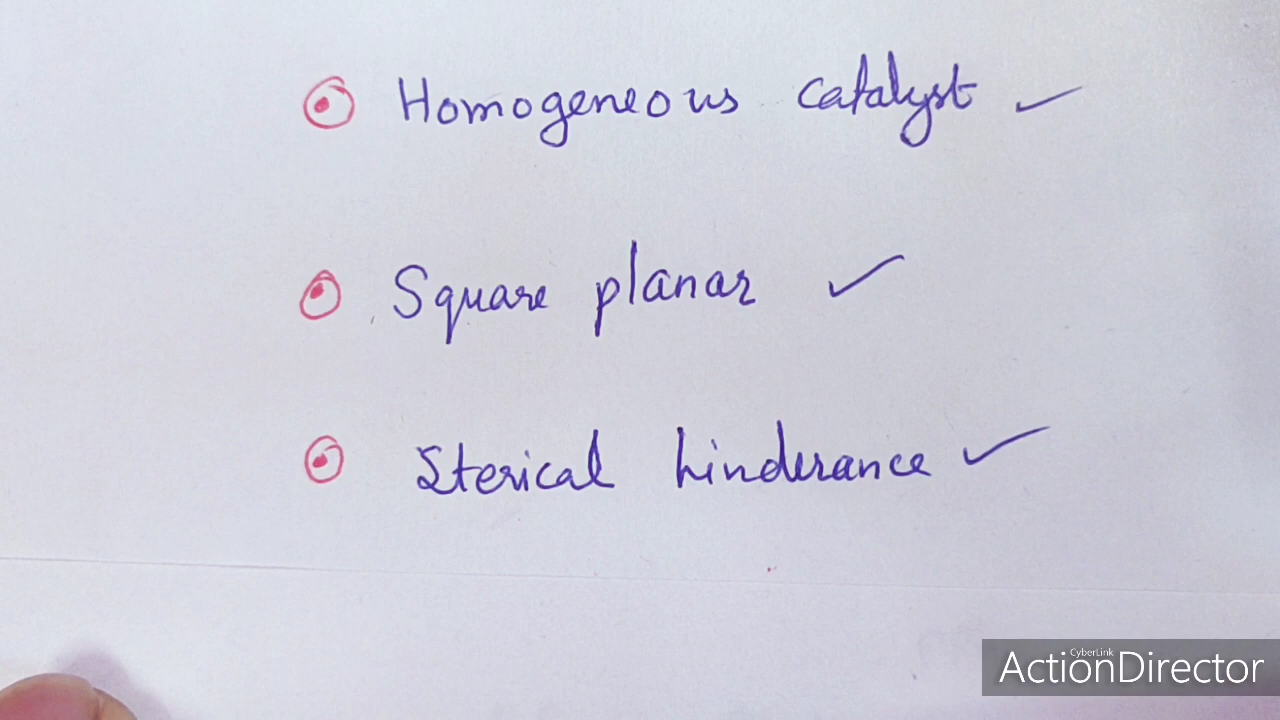 Homogeneous catalyst ✓
Square planar ✓
Sterical hinderance ✓
CyberLink
ActionDirector